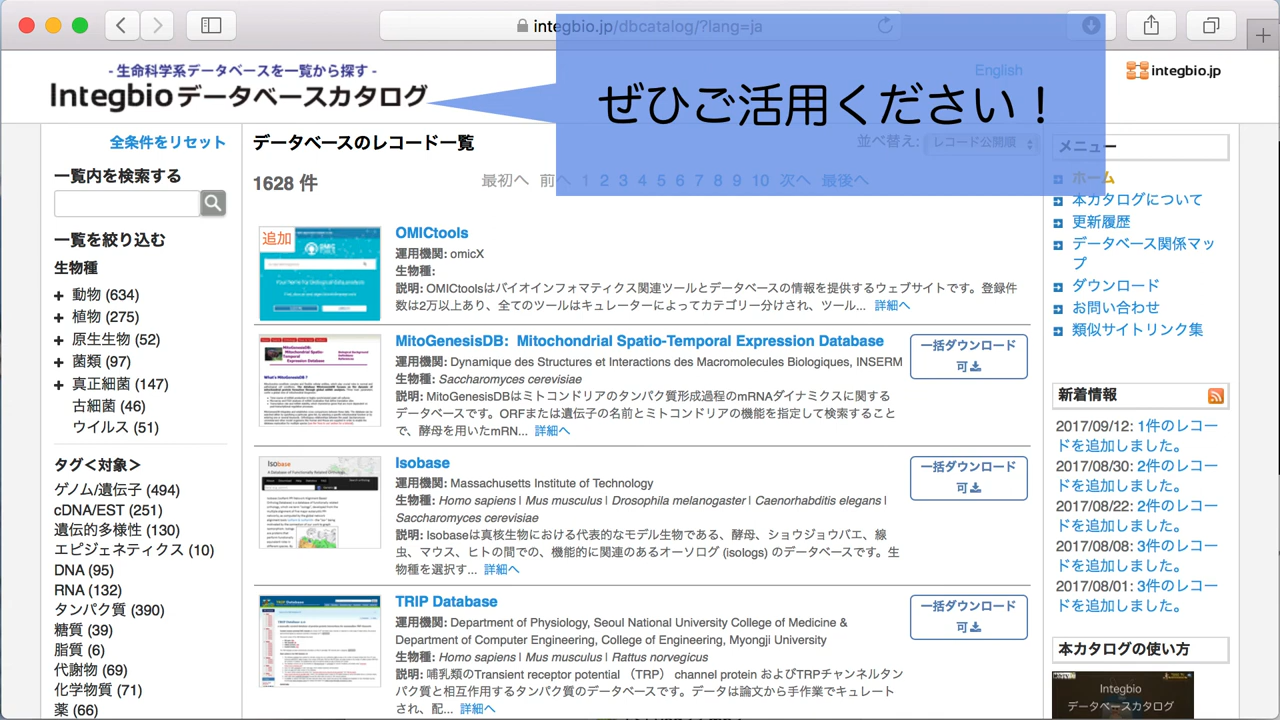 integbio.jp/dbcatalog/?lang=ja
- 生命科学系データベースを一覧から探す -
Integbioデータベースカタログ
ぜひご活用ください！
English
integbio.jp
全条件をリセット
一覧内を検索する
一覧を絞り込む
生物種
動物 (634)
植物 (275)
原生生物 (52)
菌類 (97)
真正細菌 (147)
古細菌 (46)
ウイルス (51)
タグ＜対象＞
ゲノム/遺伝子 (494)
cDNA/EST (251)
遺伝的多様性 (130)
エピジェネティクス (10)
DNA (95)
RNA (132)
タンパク質 (390)
糖質 (39)
脂質 (6)
代謝物 (69)
化学物質 (71)
薬 (66)
データベースのレコード一覧
並べ替え: レコード公開順
1628 件
最初へ 前へ 1 2 3 4 5 6 7 8 9 10 次へ 最後へ
追加
OMICtools
運用機関: omicX
生物種:
説明: OMICtoolsはバイオインフォマティクス関連ツールとデータベースの情報を提供するウェブサイトです。登録件
数は2万以上あり、全てのツールはキュレーターによってカテゴリー分けされ、ツール... 詳細へ
MitoGenesisDB: Mitochondrial Spatio-Temporal Expression Database
運用機関: Dynamique des Structures et Interactions des Macromolécules Biologiques, INSERM
生物種: Saccharomyces cerevisiae
説明: MitoGenesisDBはミトコンドリアのタンパク質形成過程のmRNAダイナミクスに関する
データベースです。ORFまたは遺伝子の名前とミトコンドリアの機能を指定して検索すること
で、酵母を用いたmRN... 詳細へ
一括ダウンロード
可
Isobase
運用機関: Massachusetts Institute of Technology
生物種: Homo sapiens | Mus musculus | Drosophila melanogaster | Caenorhabditis elegans |
Saccharomyces cerevisiae
説明: Isobaseは真核生物における代表的なモデル生物である、酵母、ショウジョウバエ、線
虫、マウス、ヒトの間での、機能的に関連のあるオーソログ (isologs) のデータベースです。生
物種を選択す... 詳細へ
一括ダウンロード
可
TRIP Database
運用機関: Department of Physiology, Seoul National University College of Medicine &
Department of Computer Engineering, College of Engineering, Myongji University
生物種: Homo sapiens | Mus musculus | Rattus norvegicus
説明: 哺乳類のTransient receptor potential （TRP） channel protein およびTRPチャンネルタン
パク質と相互作用するタンパク質のデータベースです。データは論文から手作業でキュレート
され、配... 詳細へ
一括ダウンロード
可
メニュー
ホーム
本カタログについて
更新履歴
データベース関係マッ
プ
ダウンロード
お問い合わせ
類似サイトリンク集
新着情報
2017/09/12: 1件のレコー
ドを追加しました。
2017/08/30: 2件のレコー
ドを追加しました。
2017/08/22: 2件のレコー
ドを追加しました。
2017/08/08: 3件のレコー
ドを追加しました。
2017/08/01: 3件のレコー
ドを追加しました。
本カタログの使い方
Integbio
データベースカタログ